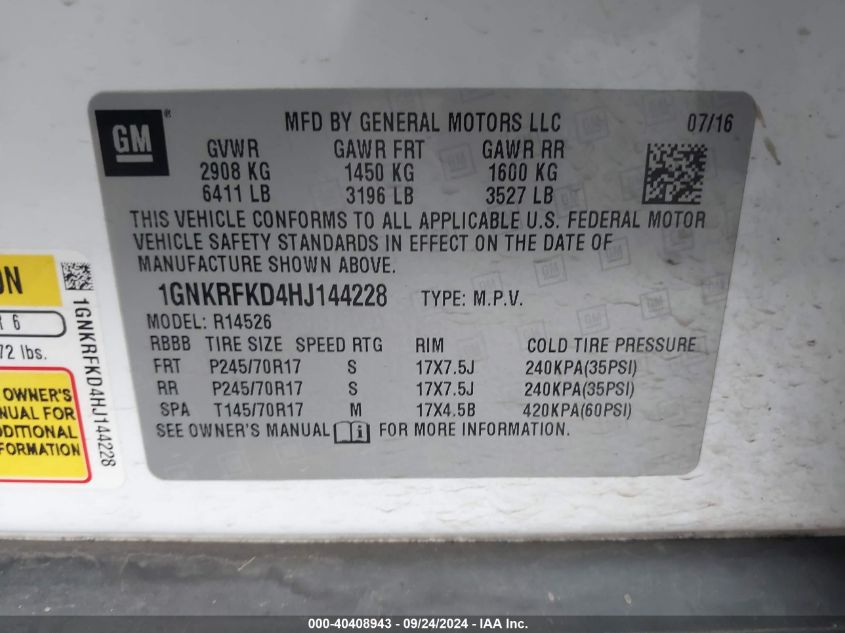 GM ®
MFD BY GENERAL MOTORS LLC 07/16
GVWR GAWR FRT GAWR RR
2908 KG 1450 KG 1600 KG
6411 LB 3196 LB 3527 LB
THIS VEHICLE CONFORMS TO ALL APPLICABLE U.S. FEDERAL MOTOR
VEHICLE SAFETY STANDARDS IN EFFECT ON THE DATE OF
MANUFACTURE SHOWN ABOVE.
1GNKRFKD4HJ144228 TYPE: M.P.V.
MODEL: R14526
RBBB TIRE SIZE SPEED RTG RIM COLD TIRE PRESSURE
FRT P245/70R17 S 17X7.5J 240KPA(35PSI)
RR P245/70R17 S 17X7.5J 240KPA(35PSI)
SPA T145/70R17 M 17X4.5B 420KPA(60PSI)
SEE OWNER'S MANUAL i FOR MORE INFORMATION.
ON
R 6
72 lbs.
OWNER'S
ANUAL FOR
DDITIONAL
FORMATION
1GNKRFKD4HJ144228
000-40408943 - 09/24/2024 - IAA Inc.